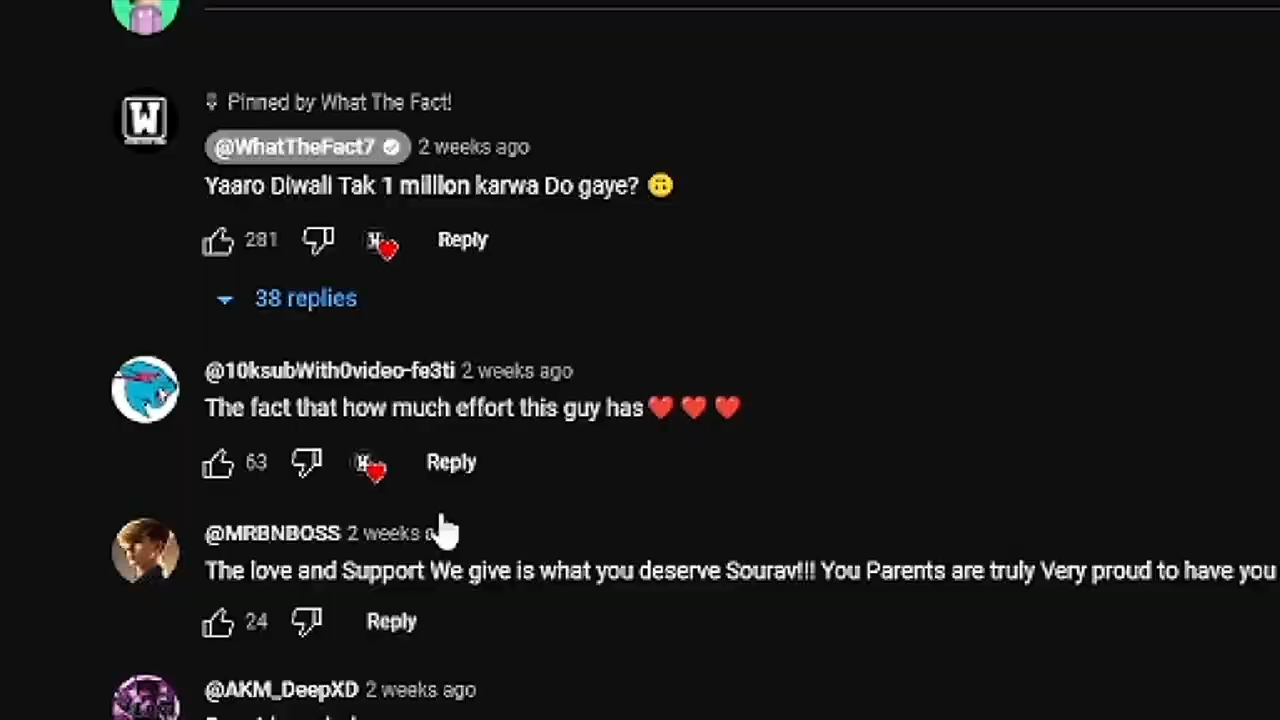 Pinned by What The Fact!
@WhatTheFact7 2 weeks ago
Yaaro Diwali Tak 1 million karwa Do gaye? 🙃
281 Reply
38 replies
@10ksubWith0video-fe3ti 2 weeks ago
The fact that how much effort this guy has❤️ ❤️ ❤️
63 Reply
@MRBNBOSS 2 weeks
The love and Support We give is what you deserve Sourav!!! You Parents are truly Very proud to have you
24 Reply
@AKM_DeepXD 2 weeks ago